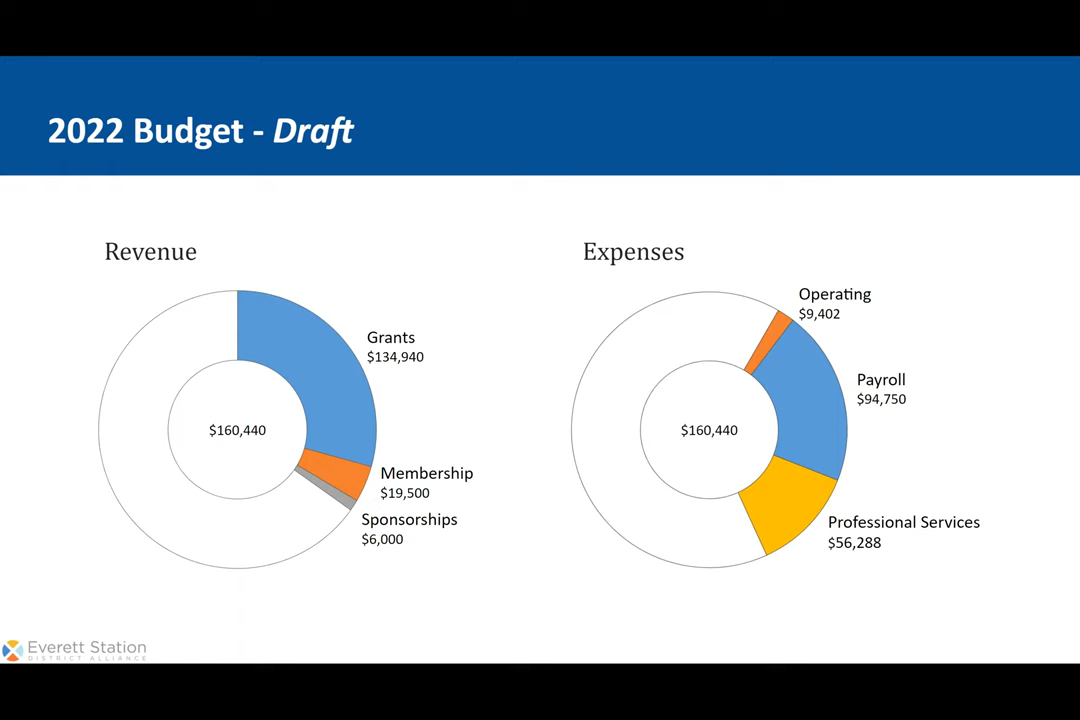 2022 Budget - Draft
Revenue
Grants
$134,940
Membership
$19,500
Sponsorships
$6,000
$160,440
Expenses
Operating
$9,402
Payroll
$94,750
Professional Services
$56,288
$160,440
Everett Station
DISTRICT ALLIANCE